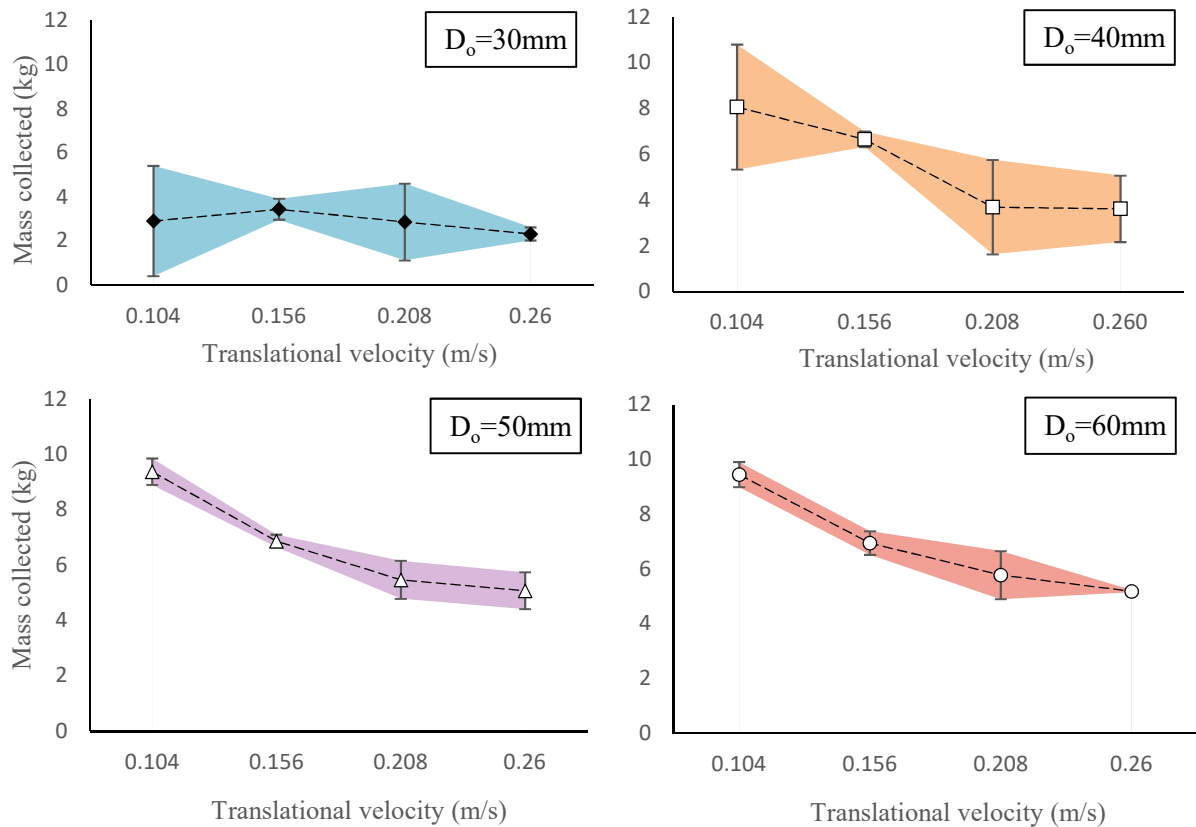 D₀=30mm
Mass collected (kg)
12
10
8
6
4
2
0
0.104 0.156 0.208 0.26
Translational velocity (m/s)
D₀=40mm
12
10
8
6
4
2
0
0.104 0.156 0.208 0.260
Translational velocity (m/s)
D₀=50mm
Mass collected (kg)
12
10
8
6
4
2
0
0.104 0.156 0.208 0.26
Translational velocity (m/s)
D₀=60mm
12
10
8
6
4
2
0
0.104 0.156 0.208 0.26
Translational velocity (m/s)